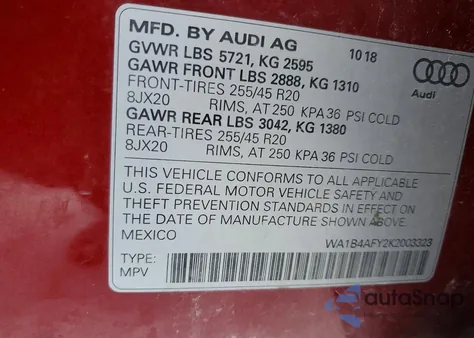 MFD. BY AUDI AG 10 18
GVWR LBS 5721, KG 2595
GAWR FRONT LBS 2888, KG 1310
FRONT-TIRES 255/45 R20
8JX20 RIMS, AT 250 KPA 36 PSI COLD
GAWR REAR LBS 3042, KG 1380
REAR-TIRES 255/45 R20
8JX20 RIMS, AT 250 KPA 36 PSI COLD
Audi
THIS VEHICLE CONFORMS TO ALL APPLICABLE
U.S. FEDERAL MOTOR VEHICLE SAFETY AND
THEFT PREVENTION STANDARDS IN EFFECT ON
THE DATE OF MANUFACTURE SHOWN ABOVE.
MEXICO WA1B4AFY2K2003323
TYPE:
MPV
autoSnap